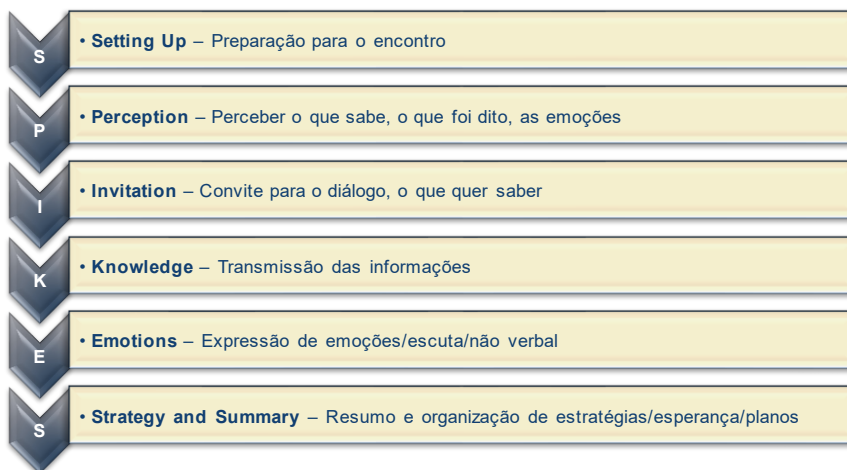 S
• Setting Up – Preparação para o encontro
P
• Perception – Perceber o que sabe, o que foi dito, as emoções
I
• Invitation – Convite para o diálogo, o que quer saber
K
• Knowledge – Transmissão das informações
E
• Emotions – Expressão de emoções/escuta/não verbal
S
• Strategy and Summary – Resumo e organização de estratégias/esperança/planos